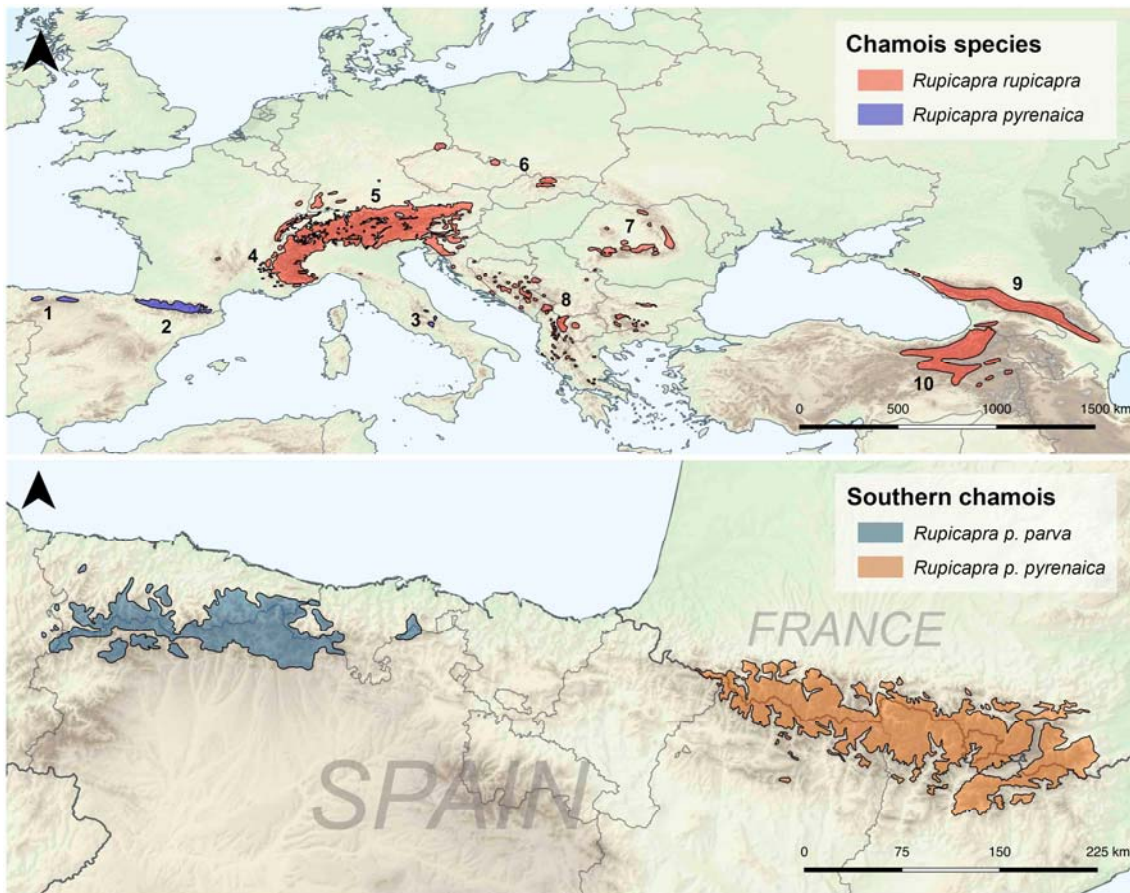 Chamois species
Rupicapra rupicapra
Rupicapra pyrenaica
6
5
7
4
9
8
1
2
3
10
0 500 1000 1500 km
Southern chamois
Rupicapra p. parva
Rupicapra p. pyrenaica
FRANCE
SPAIN
0 75 150 225 km